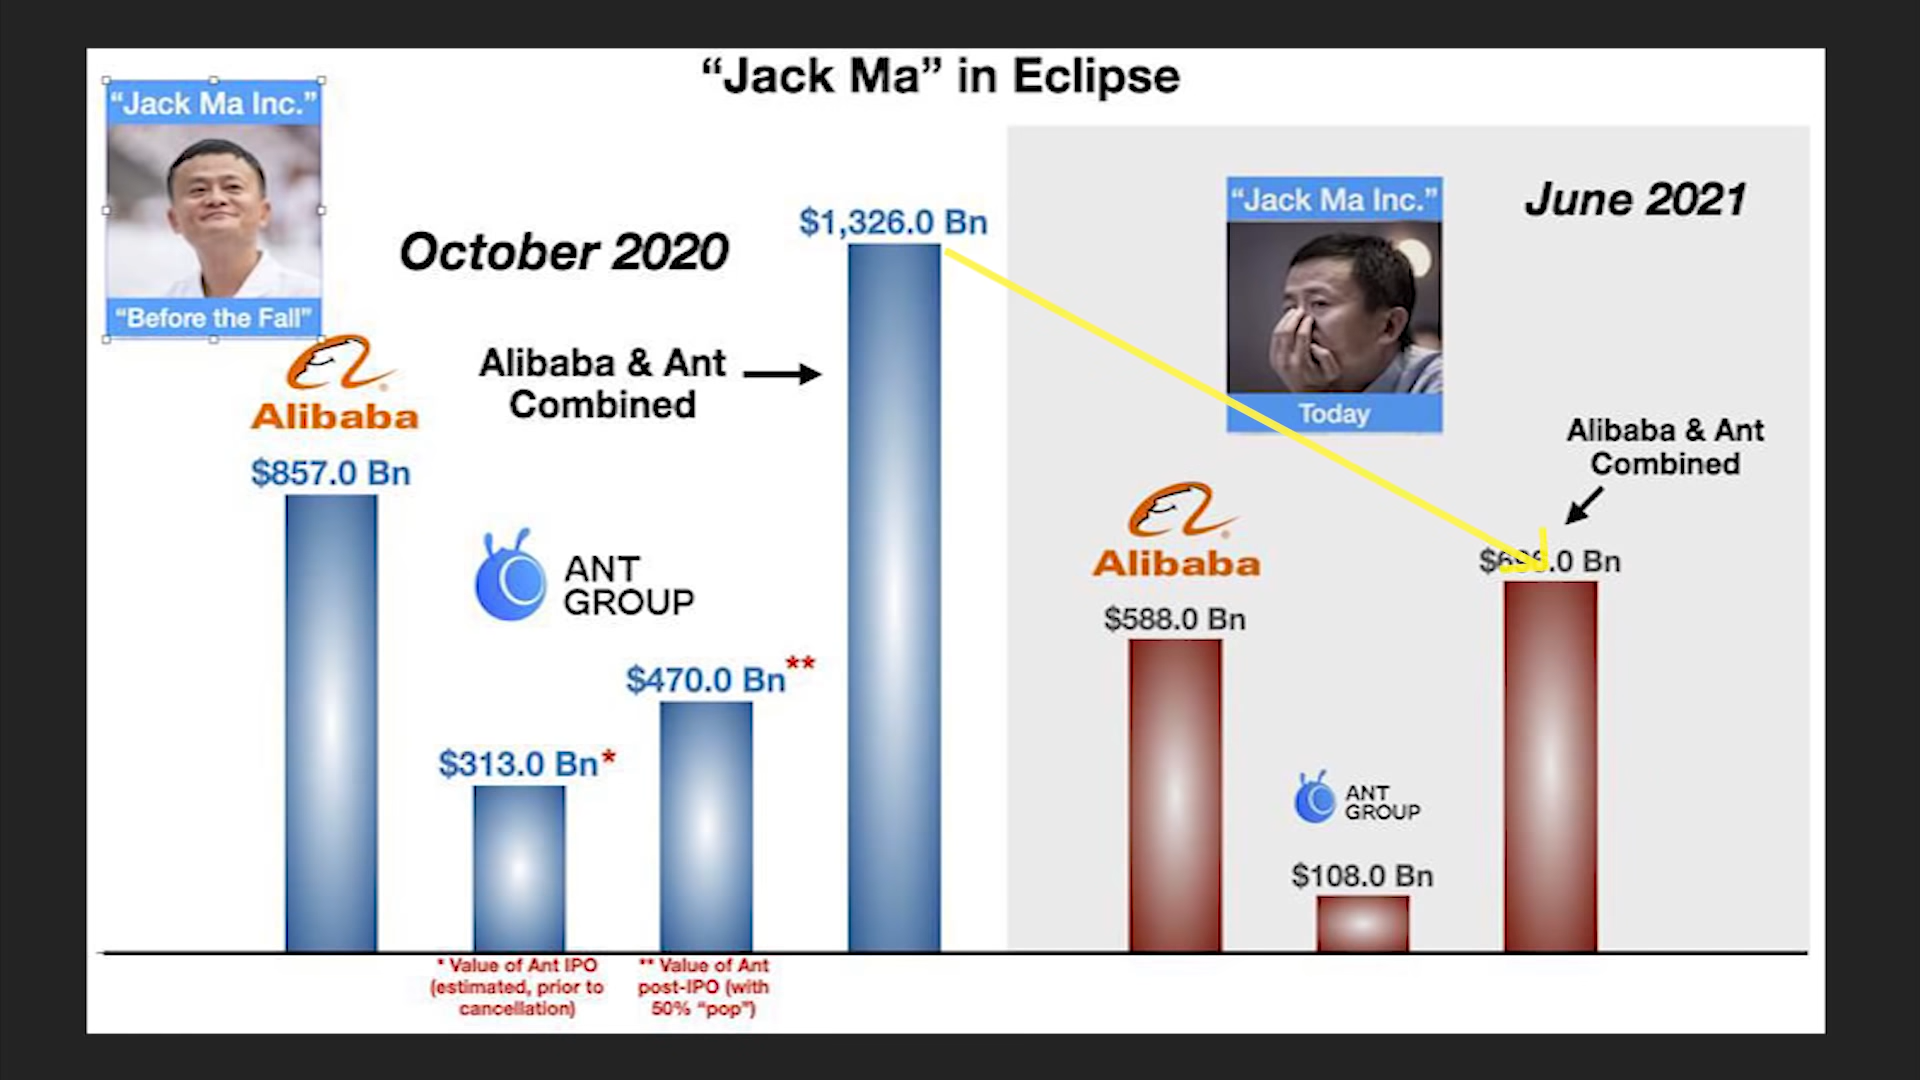 “Jack Ma” in Eclipse
“Jack Ma Inc.”
“Before the Fall”
October 2020
Alibaba
$857.0 Bn
Alibaba & Ant
Combined
$1,326.0 Bn
ANT
GROUP
$313.0 Bn*
$470.0 Bn**
* Value of Ant IPO
(estimated, prior to
cancellation)
** Value of Ant
post-IPO (with
50% “pop”)
June 2021
“Jack Ma Inc.”
Today
Alibaba
$588.0 Bn
ANT
GROUP
$108.0 Bn
Alibaba & Ant
Combined
Bn